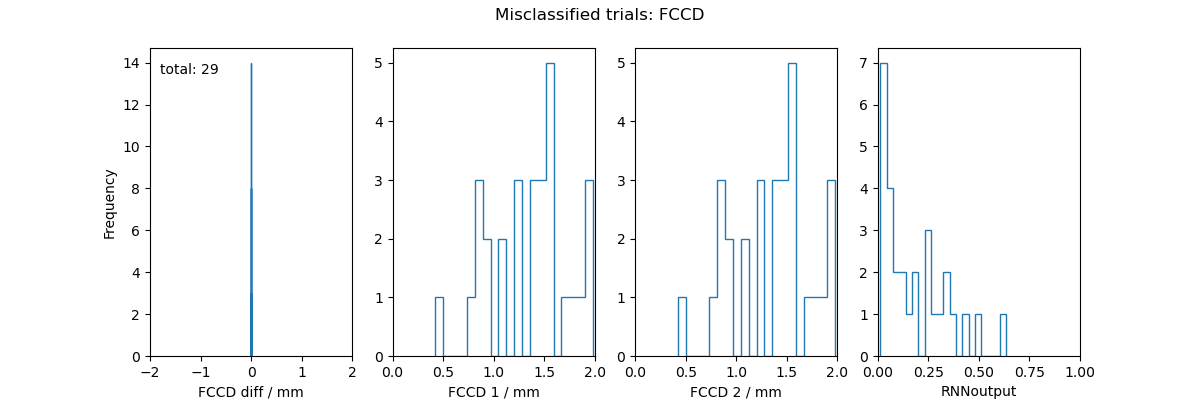 Misclassified trials: FCCD
total: 29
Frequency
14
12
10
8
6
4
2
0
−2 −1 0 1 2
FCCD diff / mm
5
4
3
2
1
0
0.0 0.5 1.0 1.5 2.0
FCCD 1 / mm
5
4
3
2
1
0
0.0 0.5 1.0 1.5 2.0
FCCD 2 / mm
7
6
5
4
3
2
1
0
0.00 0.25 0.50 0.75 1.00
RNNoutput